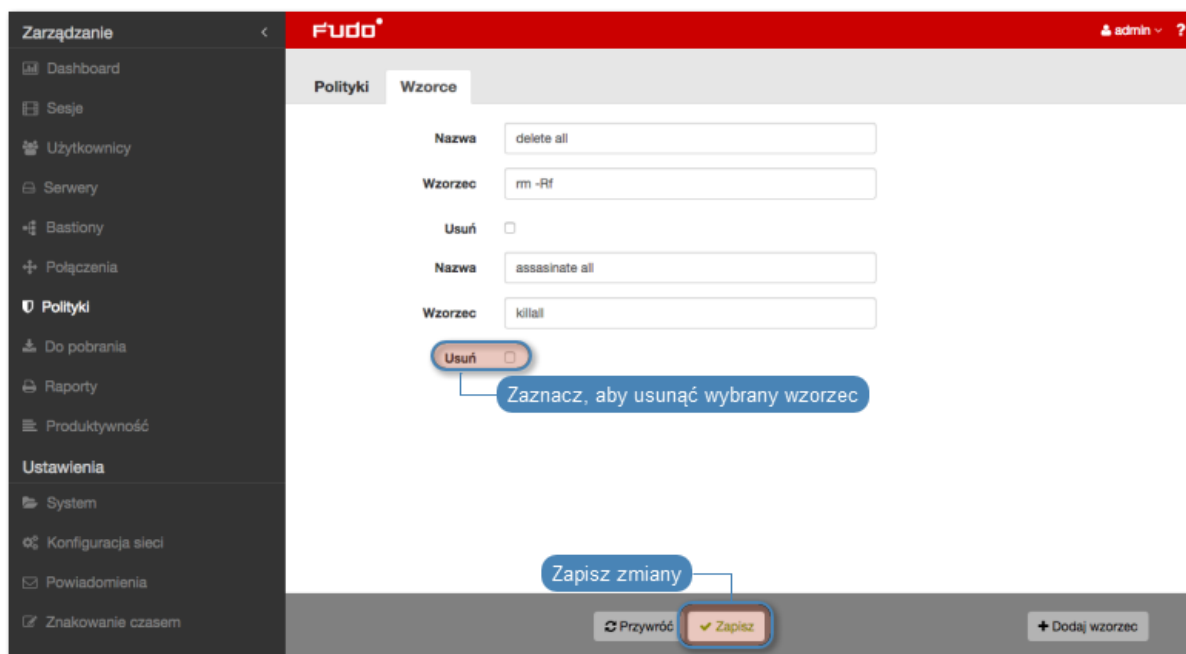 Zarządzanie
Dashboard
Sesje
Użytkownicy
Serwery
Bastiony
Połączenia
Polityki
Do pobrania
Raporty
Produktywność
Ustawienia
System
Konfiguracja sieci
Powiadomienia
Znakowanie czasem
FUDO
admin ?
Polityki Wzorce
Nazwa delete all
Wzorzec rm -Rf
Usuń
Nazwa assasinate all
Wzorzec killall
Usuń
Zaznacz, aby usunąć wybrany wzorzec
Zapisz zmiany
Przywróć Zapisz + Dodaj wzorzec